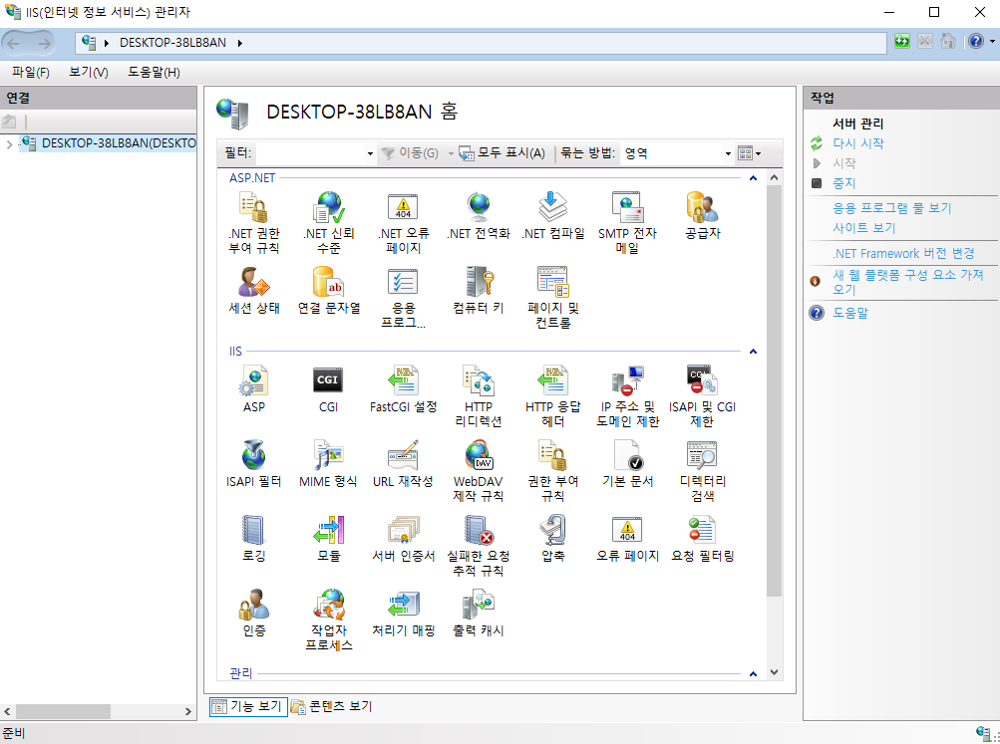 IIS(인터넷 정보 서비스) 관리자
DESKTOP-38LB8AN
파일(F) 보기(V) 도움말(H)
연결
DESKTOP-38LB8AN(DESKTO
DESKTOP-38LB8AN 홈
필터: 이동(G) 모두 표시(A) 묶는 방법: 영역
ASP.NET
.NET 권한 부여 규칙
.NET 신뢰 수준
.NET 오류 페이지
.NET 전역화
.NET 컴파일
SMTP 전자 메일
공급자
세션 상태
연결 문자열
응용 프로그...
컴퓨터 키
페이지 및 컨트롤
IIS
ASP
CGI
CGI
FastCGI 설정
HTTP 리디렉션
HTTP 응답 헤더
IP 주소 및 도메인 제한
ISAPI 및 CGI 제한
ISAPI 필터
MIME 형식
URL 재작성
DAV
WebDAV 제작 규칙
권한 부여 규칙
기본 문서
디렉터리 검색
로깅
모듈
서버 인증서
실패한 요청 추적 규칙
압축
404
오류 페이지
요청 필터링
인증
작업자 프로세스
처리기 매핑
출력 캐시
관리
기능 보기 콘텐츠 보기
작업
서버 관리
다시 시작
시작
중지
응용 프로그램 풀 보기
사이트 보기
.NET Framework 버전 변경
새 웹 플랫폼 구성 요소 가져
오기
도움말
준비